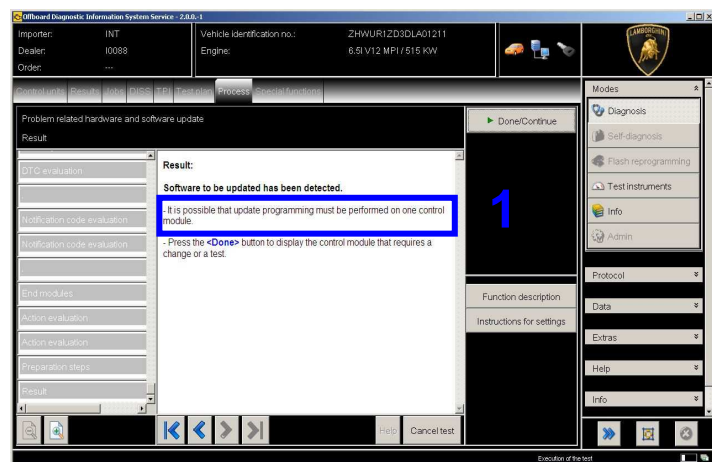 Offboard Diagnostic Information System Service - 2.0.0.-1
Importer: INT
Dealer: I0088
Order: ---
Vehicle identification no.: ZHWUR1ZD3DLA01211
Engine: 6.5l V12 MPI / 515 KW
LAMBORGHINI
Control units Results Jobs DISS TPI Test plan Process Special functions
Problem related hardware and software update
Result
DTC evaluation
Notification code evaluation
Notification code evaluation
End modules
Action evaluation
Action evaluation
Preparation steps
Result
Result:
Software to be updated has been detected.
- It is possible that update programming must be performed on one control
module.
- Press the <Done> button to display the control module that requires a
change or a test.
Help
Cancel test
Done/Continue
1
Function description
Instructions for settings
Modes
Diagnosis
Self-diagnosis
Flash reprogramming
Test instruments
Info
Admin
Protocol
Data
Extras
Help
Info
Execution of the test